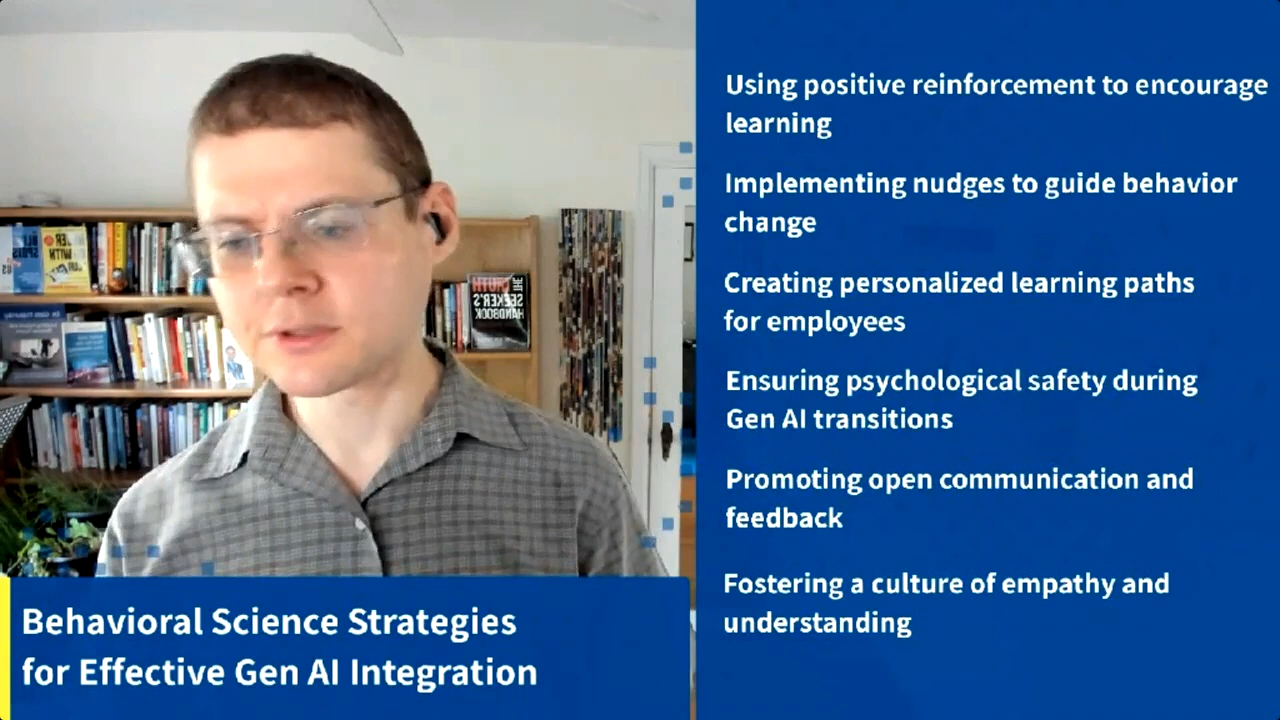 Using positive reinforcement to encourage
learning
Implementing nudges to guide behavior
change
Creating personalized learning paths
for employees
Ensuring psychological safety during
Gen AI transitions
Promoting open communication and
feedback
Fostering a culture of empathy and
understanding
Behavioral Science Strategies
for Effective Gen AI Integration
THE
TRUTH
SEEKER'S
HANDBOOK